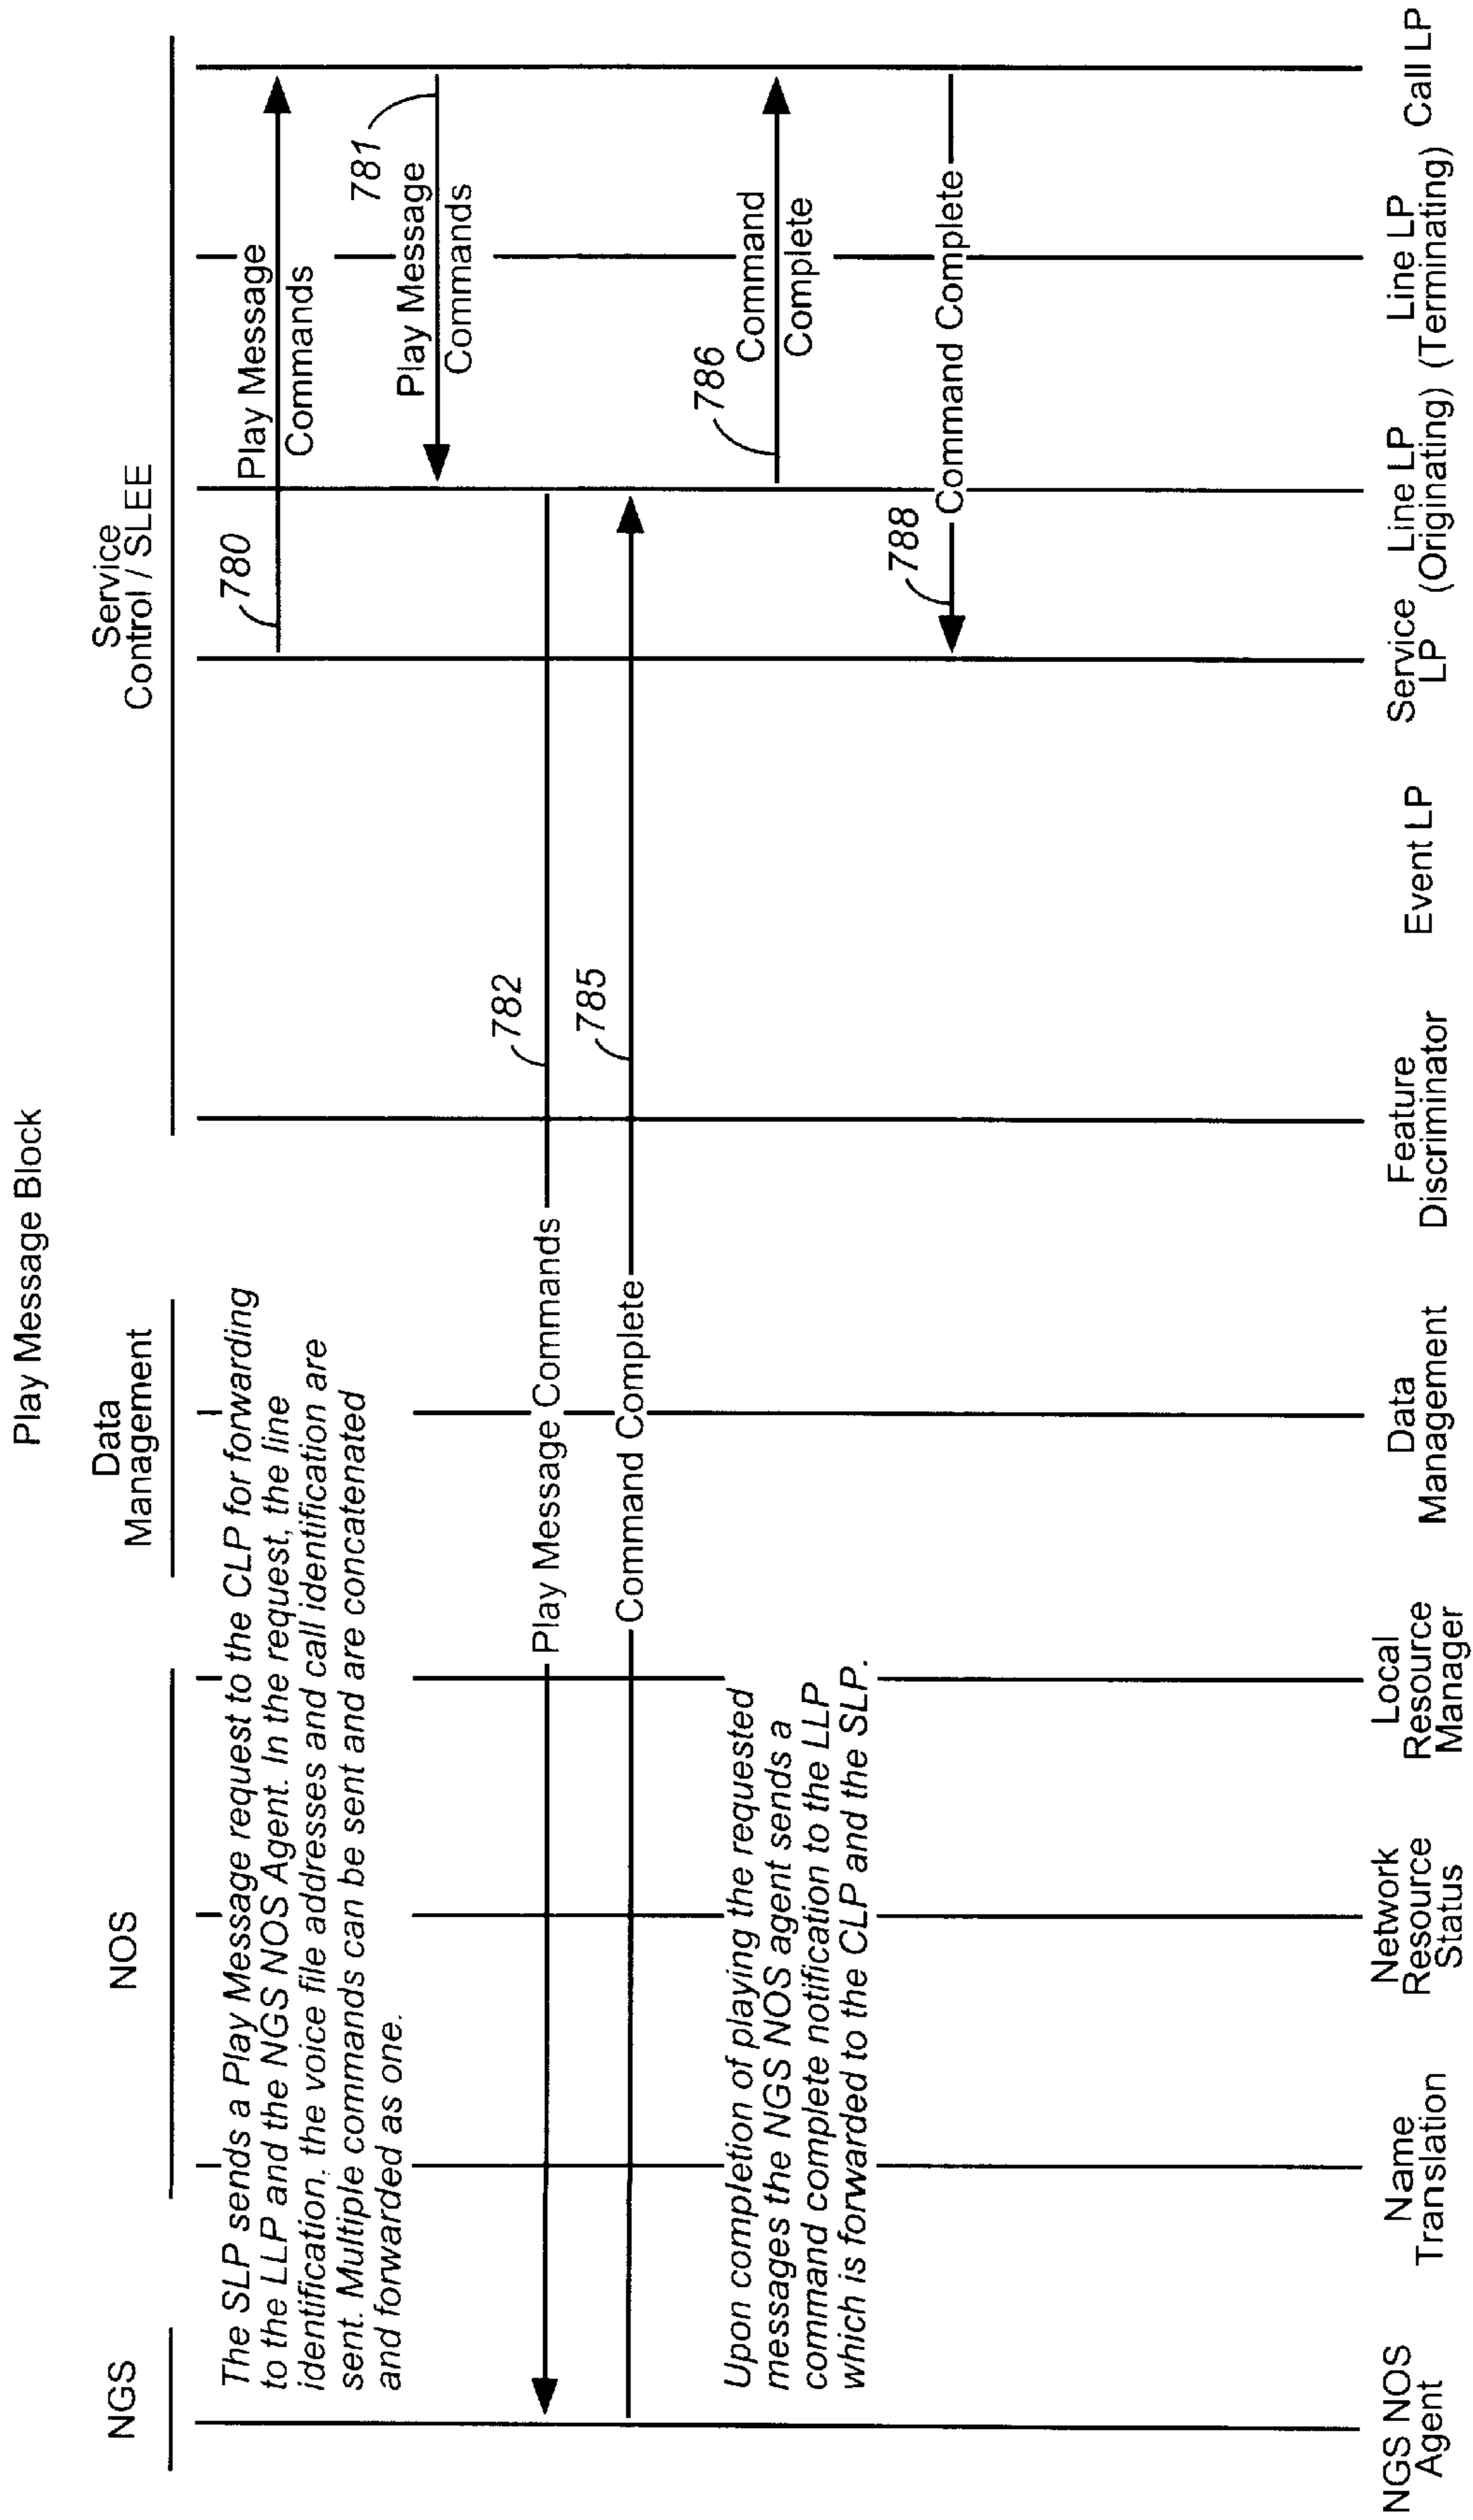 Play Message Block
NGS
NOS
Data
Management
Service
Control / SLEE
The SLP sends a Play Message request to the CLP for forwarding
to the LLP and the NGS NOS Agent. In the request, the line
identification, the voice file addresses and call identification are
sent. Multiple commands can be sent and are concatenated
and forwarded as one.
780
Play Message
Commands
781
Play Message
Commands
782
Play Message Commands
785
Command Complete
Upon completion of playing the requested
messages the NGS NOS agent sends a
command complete notification to the LLP
which is forwarded to the CLP and the SLP.
786
Command
Complete
788
Command Complete
NGS NOS
Agent
Name
Translation
Network
Resource
Status
Local
Resource
Manager
Data
Management
Feature
Discriminator
Event LP
Service
LP
Line LP
(Originating)
Line LP
(Terminating)
Call LP